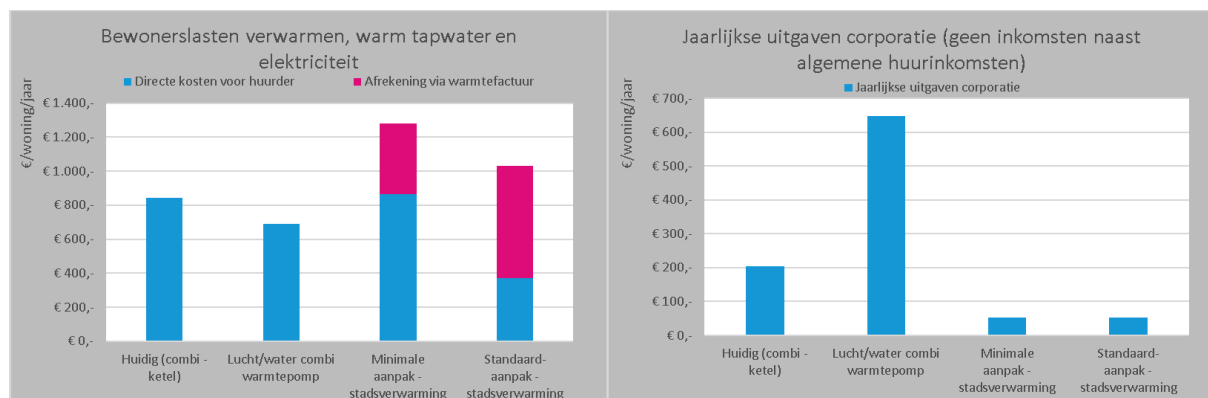 Bewonerslasten verwarmen, warm tapwater en
elektriciteit
Directe kosten voor huurder
Afrekening via warmtefactuur
€/woning/jaar
€ 1.400,-
€ 1.200,-
€ 1.000,-
€ 800,-
€ 600,-
€ 400,-
€ 200,-
€ 0,-
Huidig (combi -
ketel)
Lucht/water combi
warmtepomp
Minimale
aanpak -
stadsverwarming
Standaard-
aanpak -
stadsverwarming
Jaarlijkse uitgaven corporatie (geen inkomsten naast
algemene huurinkomsten)
Jaarlijkse uitgaven corporatie
€/woning/jaar
€ 700,-
€ 600,-
€ 500,-
€ 400,-
€ 300,-
€ 200,-
€ 100,-
€ 0,-
Huidig (combi -
ketel)
Lucht/water combi
warmtepomp
Minimale
aanpak -
stadsverwarming
Standaard-
aanpak -
stadsverwarming